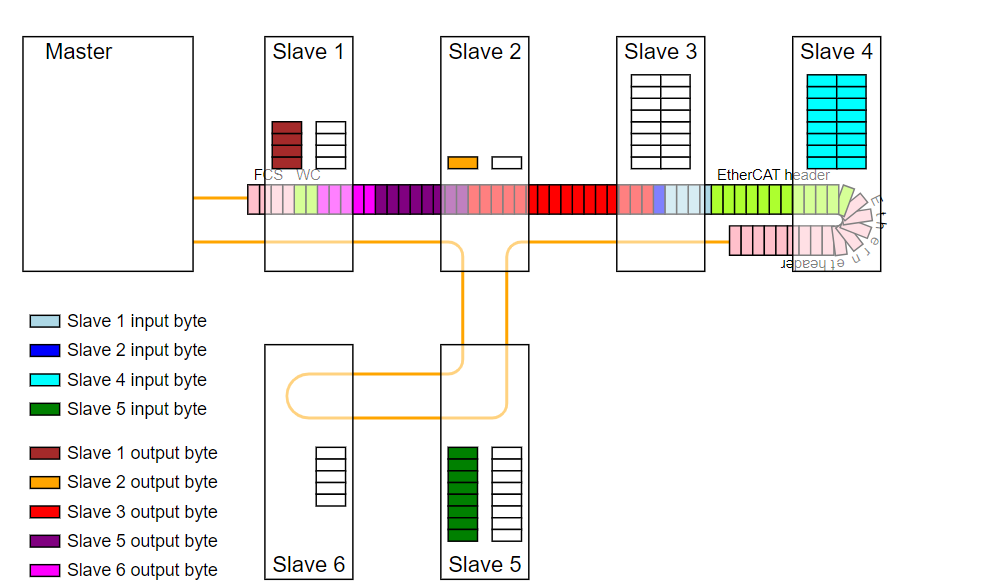 Master
Slave 1
Slave 2
Slave 3
Slave 4
FCS WC
EtherCAT header
Ethernet header
Slave 1 input byte
Slave 2 input byte
Slave 4 input byte
Slave 5 input byte
Slave 1 output byte
Slave 2 output byte
Slave 3 output byte
Slave 5 output byte
Slave 6 output byte
Slave 6
Slave 5